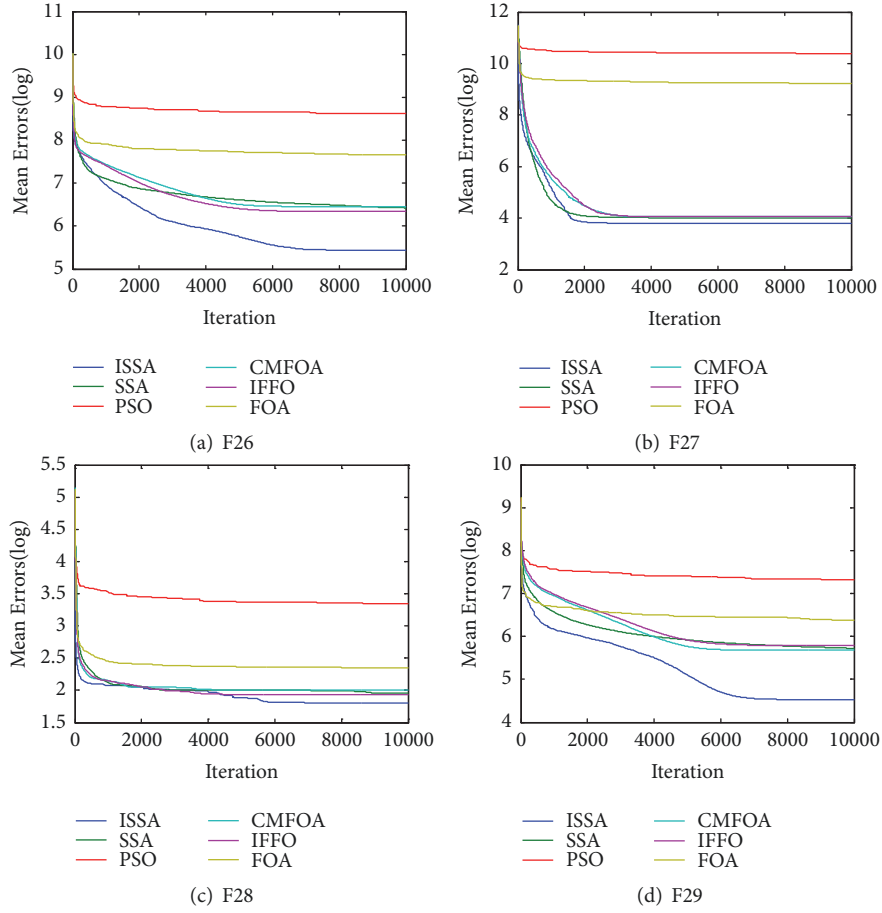 11
10
9
8
7
6
5
Mean Errors(log)
0 2000 4000 6000 8000 10000
Iteration
ISSA
SSA
PSO
CMFOA
IFFO
FOA
(a) F26
12
10
8
6
4
2
Mean Errors(log)
0 2000 4000 6000 8000 10000
Iteration
ISSA
SSA
PSO
CMFOA
IFFO
FOA
(b) F27
5.5
5
4.5
4
3.5
3
2.5
2
1.5
Mean Errors(log)
0 2000 4000 6000 8000 10000
Iteration
ISSA
SSA
PSO
CMFOA
IFFO
FOA
(c) F28
10
9
8
7
6
5
4
Mean Errors(log)
0 2000 4000 6000 8000 10000
Iteration
ISSA
SSA
PSO
CMFOA
IFFO
FOA
(d) F29